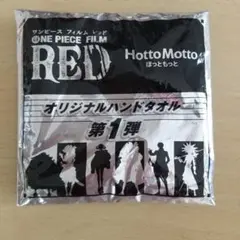 サンピース フィルム レッド
ONE PIECE FILM
RED
HottoMotto
ほっともっと
オリジナルハンドタオル
第1弾